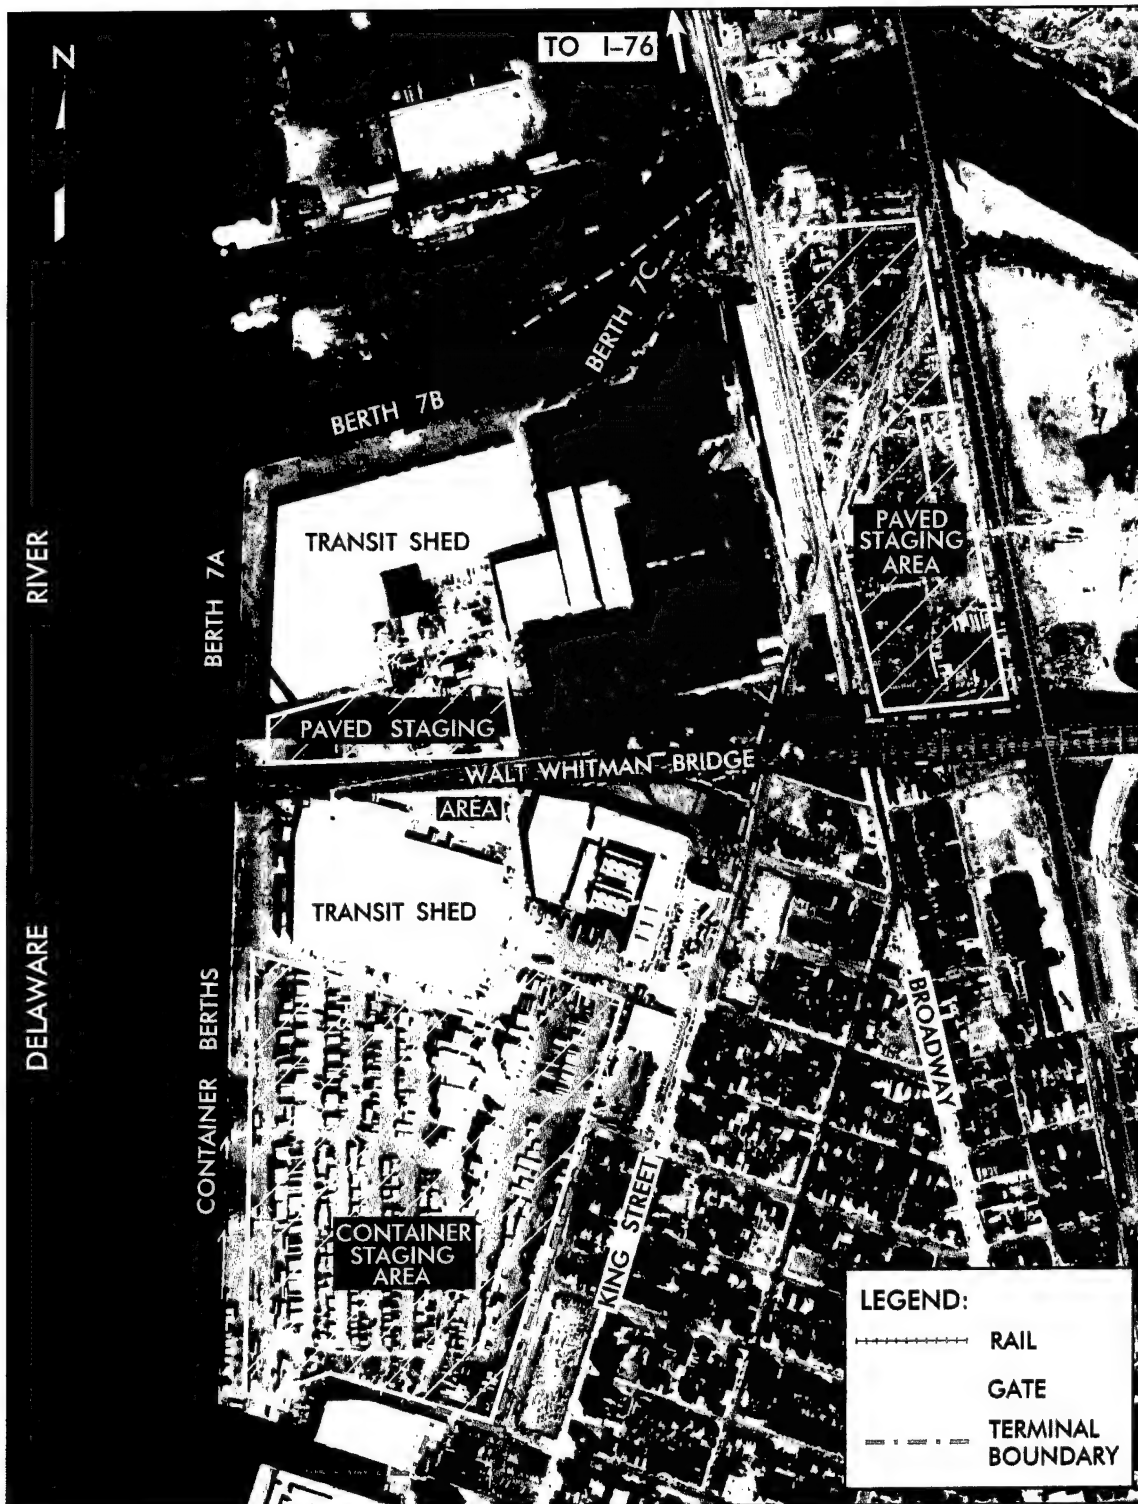 TO I-76
N
BERTH 7C
BERTH 7B
BERTH 7A
TRANSIT SHED
PAVED
STAGING
AREA
RIVER
PAVED STAGING
WALT WHITMAN BRIDGE
AREA
TRANSIT SHED
DELAWARE
CONTAINER BERTHS
BROADWAY
KING STREET
CONTAINER
STAGING
AREA
LEGEND:
RAIL
GATE
TERMINAL
BOUNDARY